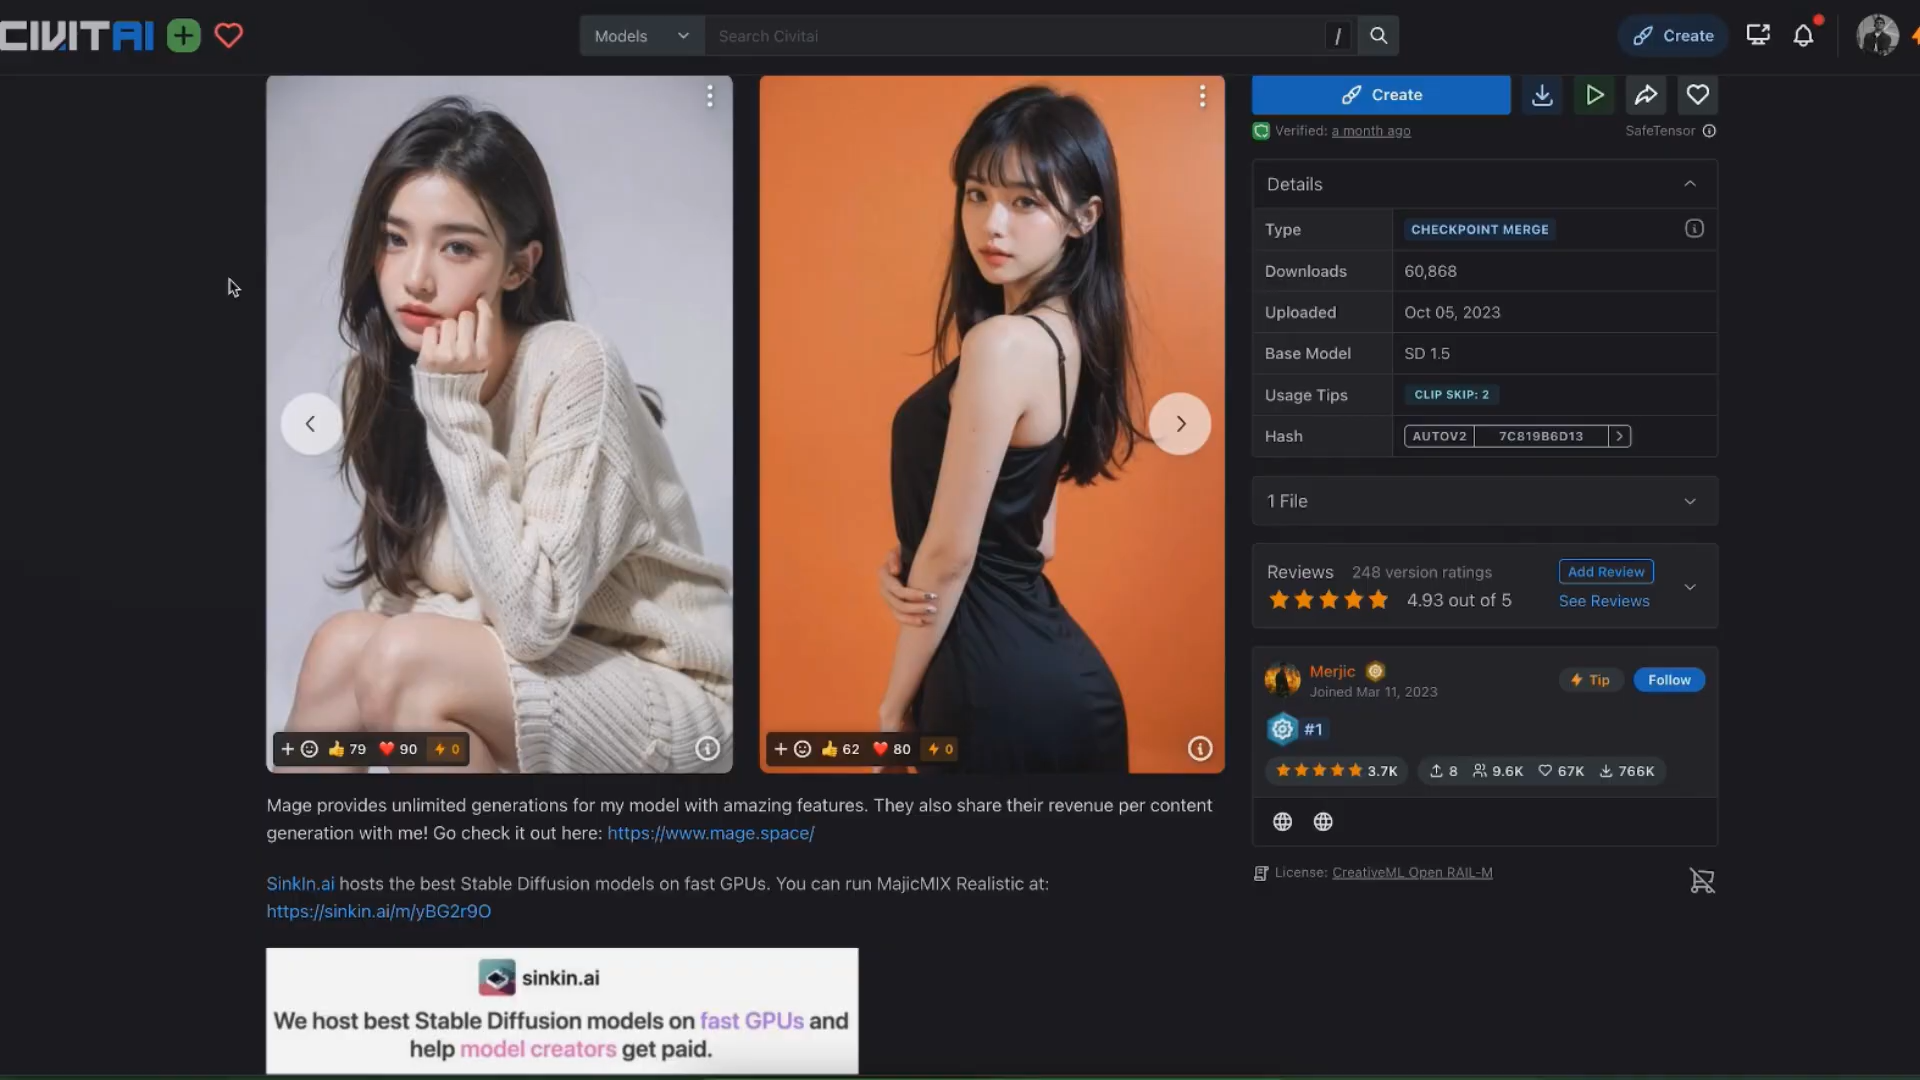 CIVITAI
Models
Search Civitai
/
Create
Create
Verified: a month ago
SafeTensor
Details
Type
CHECKPOINT MERGE
Downloads
60,868
Uploaded
Oct 05, 2023
Base Model
SD 1.5
Usage Tips
CLIP SKIP: 2
Hash
AUTOV2
7C819B6D13
1 File
Reviews
248 version ratings
Add Review
4.93 out of 5
See Reviews
Merjic
Joined Mar 11, 2023
Tip
Follow
#1
3.7K
8
9.6K
67K
766K
License: CreativeML Open RAIL-M
79
90
0
62
80
0
Mage provides unlimited generations for my model with amazing features. They also share their revenue per content
generation with me! Go check it out here: https://www.mage.space/
SinkIn.ai hosts the best Stable Diffusion models on fast GPUs. You can run MajicMIX Realistic at:
https://sinkin.ai/m/yBG2r9O
sinkin.ai
We host best Stable Diffusion models on fast GPUs and
help model creators get paid.